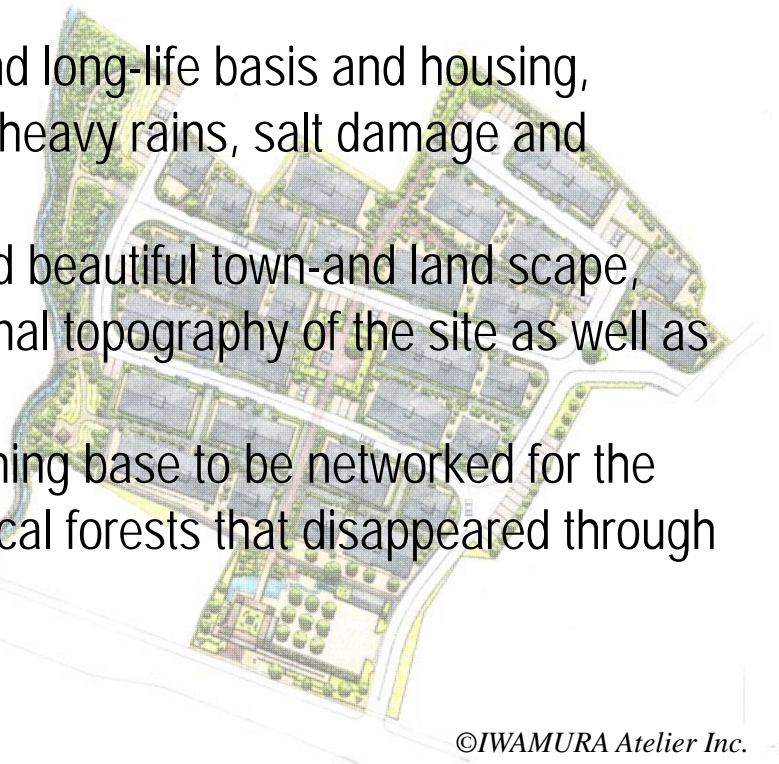 nd long-life basis and housing,
heavy rains, salt damage and
d beautiful town-and land scape,
nal topography of the site as well as
ning base to be networked for the
cal forests that disappeared through
©IWAMURA Atelier Inc.